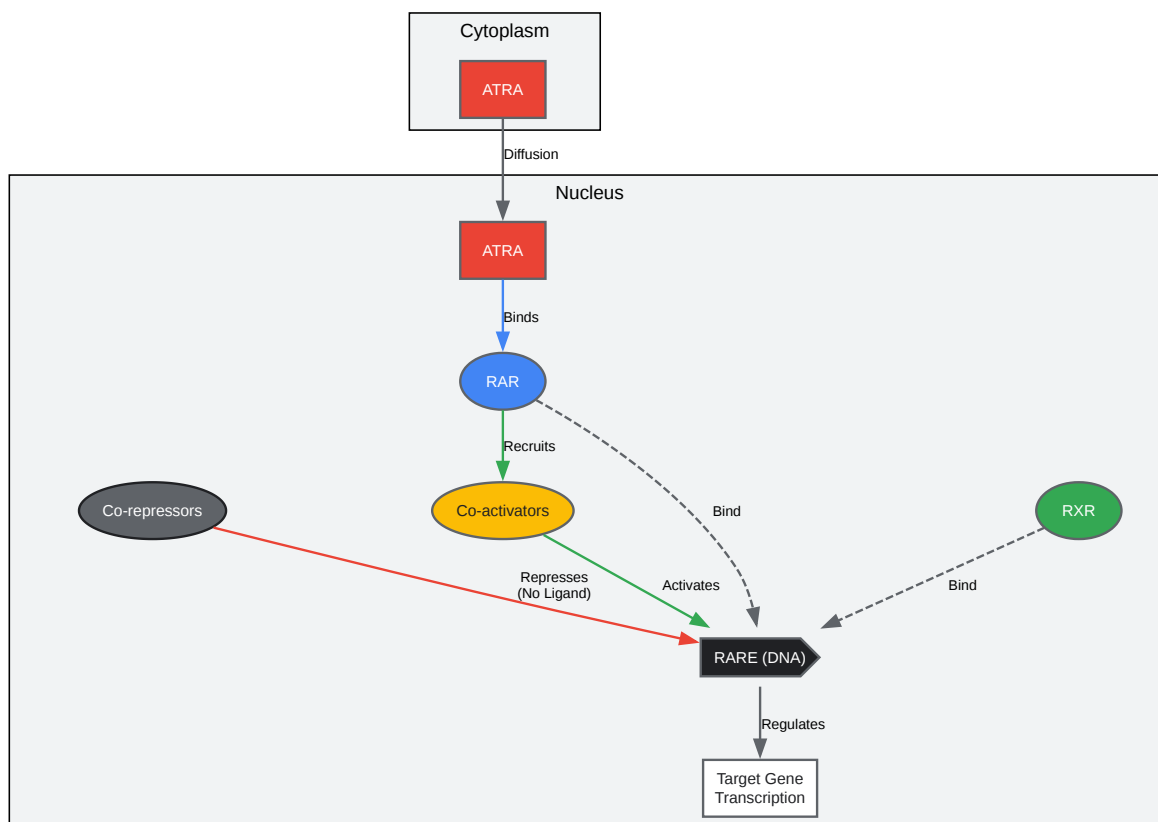 Cytoplasm
ATRA
Diffusion
Nucleus
ATRA
Binds
RAR
Recruits
Co-repressors
Co-activators
Bind
RXR
Repressses
(No Ligand)
Activates
Bind
RARE (DNA)
Regulates
Target Gene
Transcription